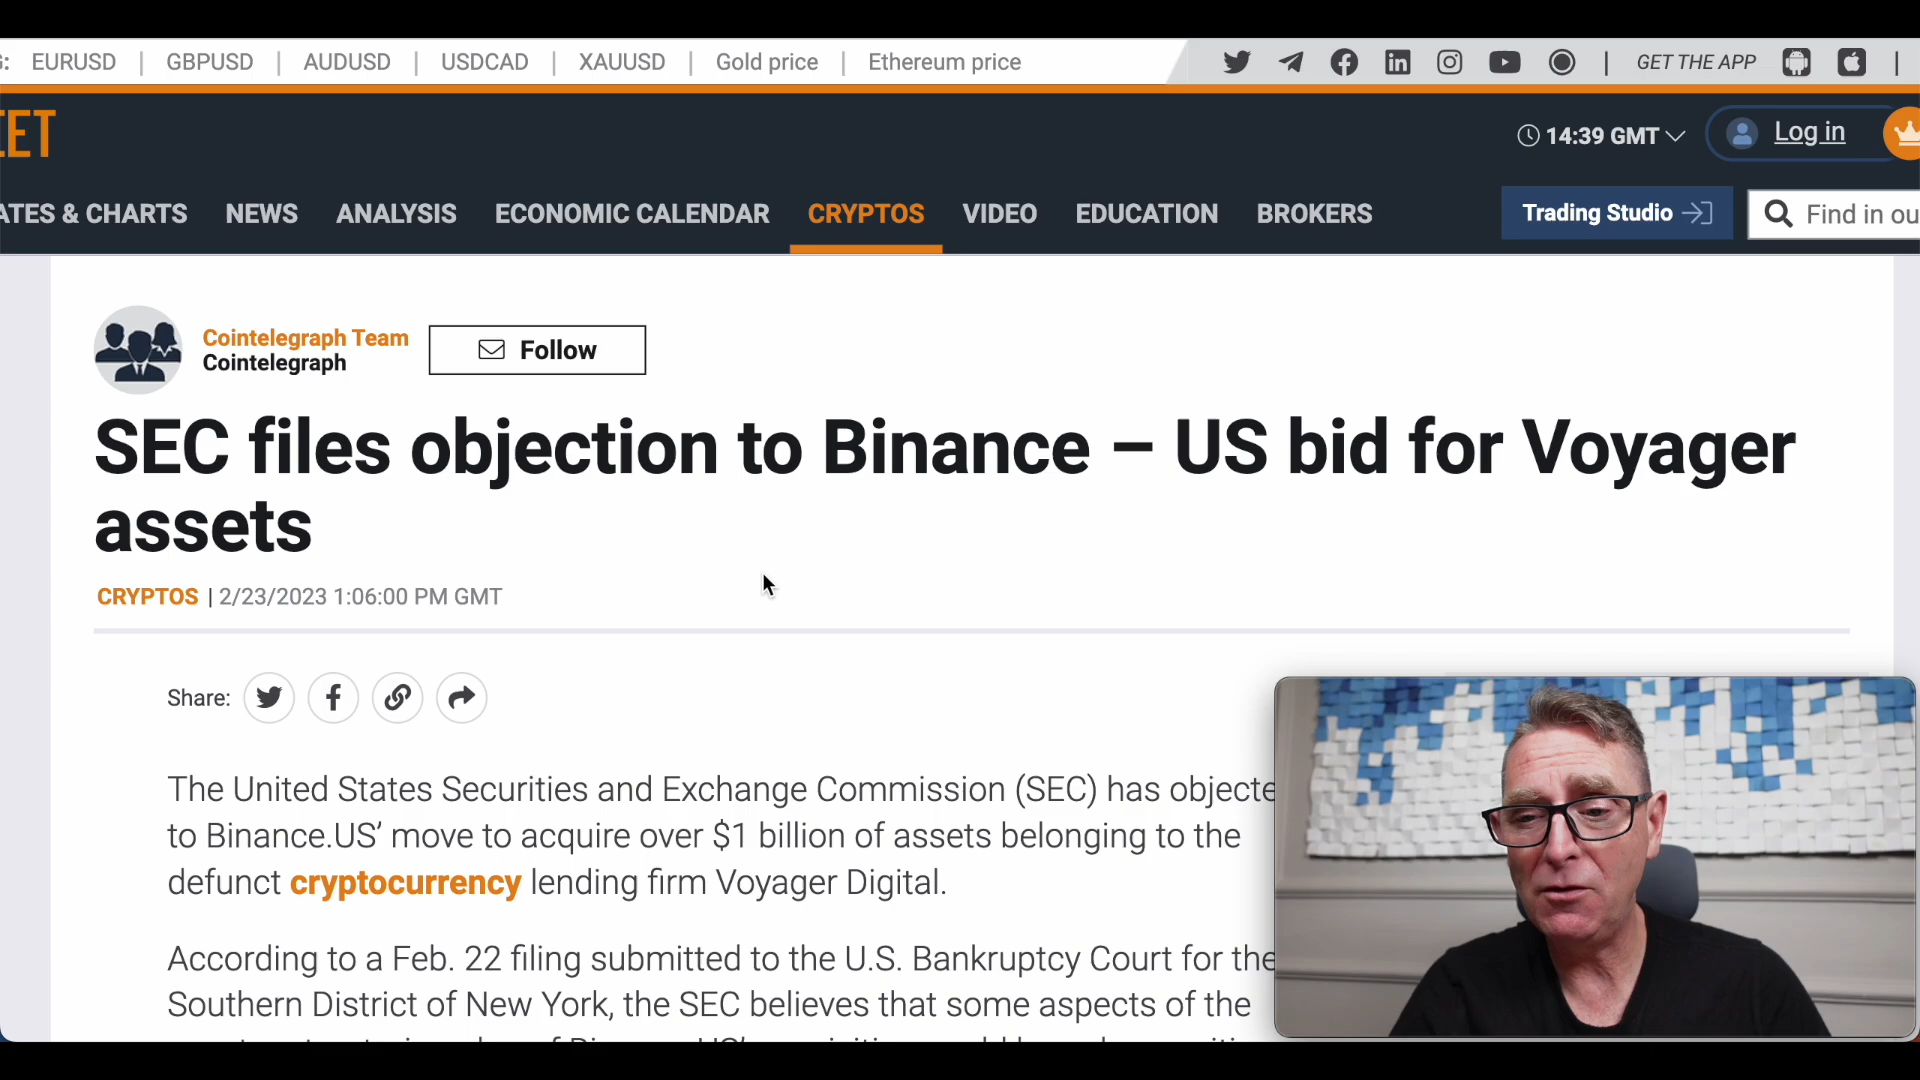 EURUSD | GBPUSD | AUDUSD | USDCAD | XAUUSD | Gold price | Ethereum price | GET THE APP |
14:39 GMT Log in
& CHARTS NEWS ANALYSIS ECONOMIC CALENDAR CRYPTOS VIDEO EDUCATION BROKERS Trading Studio Find in
Cointelegraph Team
Cointelegraph
Follow
SEC files objection to Binance – US bid for Voyager
assets
CRYPTOS | 2/23/2023 1:06:00 PM GMT
Share:
The United States Securities and Exchange Commission (SEC) has objecte
to Binance.US’ move to acquire over $1 billion of assets belonging to the
defunct cryptocurrency lending firm Voyager Digital.
According to a Feb. 22 filing submitted to the U.S. Bankruptcy Court for the
Southern District of New York, the SEC believes that some aspects of the